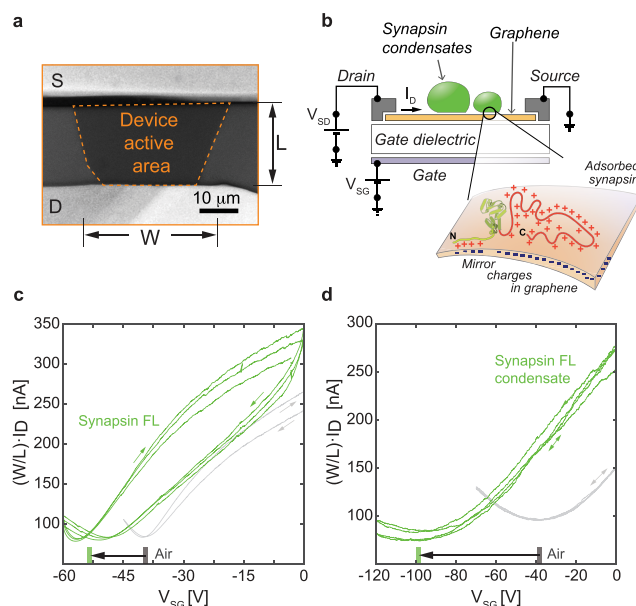 a
S
Device
active
area
L
D
10 μm
W
b
Synapsin
condensates
Graphene
Drain
I_D
Source
V_SD
Gate dielectric
V_SG
Gate
Adsorbed
synapsin
N
C
Mirror
charges
in graphene
c
350
300
250
200
150
100
(W/L)·I_D [nA]
Synapsin FL
Air
-60
-45
-30
-15
0
V_SG [V]
d
300
250
200
150
100
50
(W/L)·I_D [nA]
Synapsin FL
condensate
Air
-120
-100
-80
-60
-40
-20
0
V_SG [V]